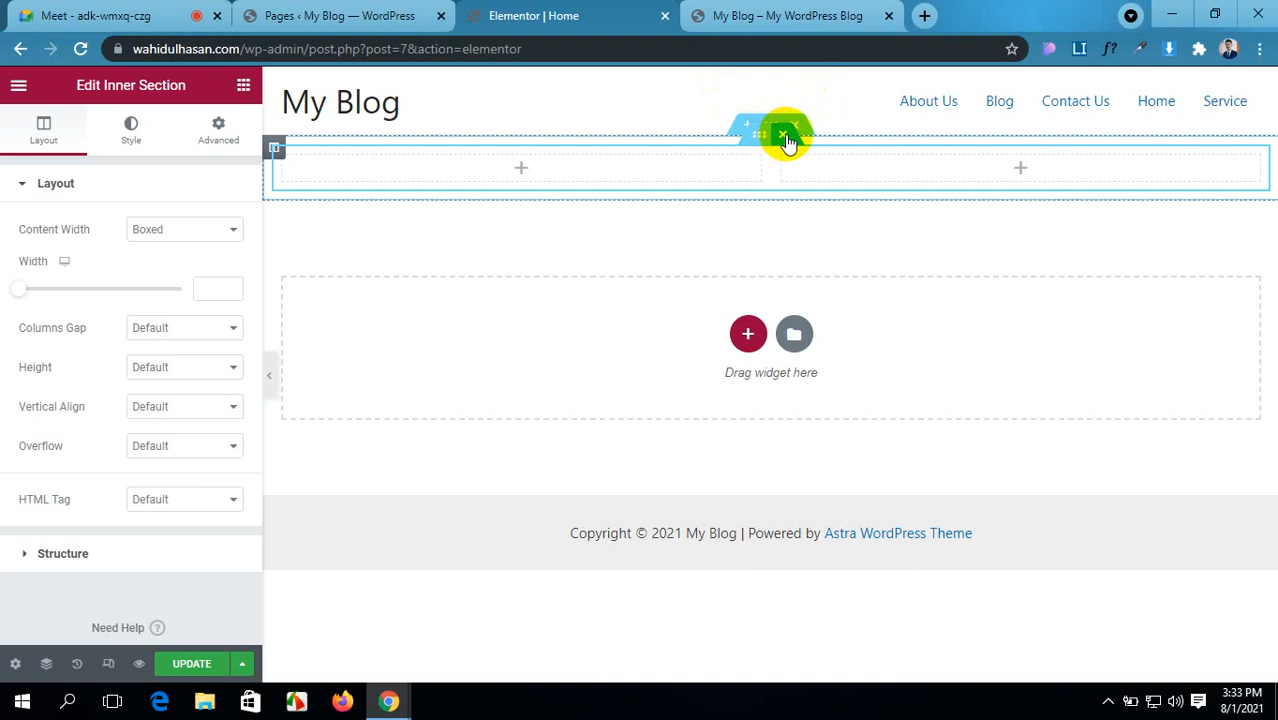 Meet - adk-wmxq-czg
Pages ‹ My Blog — WordPress
Elementor | Home
My Blog – My WordPress Blog
wahidulhasan.com/wp-admin/post.php?post=7&action=elementor
Edit Inner Section
Layout
Style
Advanced
Layout
Content Width
Boxed
Width
Columns Gap
Default
Height
Default
Vertical Align
Default
Overflow
Default
HTML Tag
Default
Structure
Need Help
UPDATE
My Blog
About Us
Blog
Contact Us
Home
Service
Drag widget here
Copyright © 2021 My Blog | Powered by Astra WordPress Theme
3:33 PM
8/1/2021